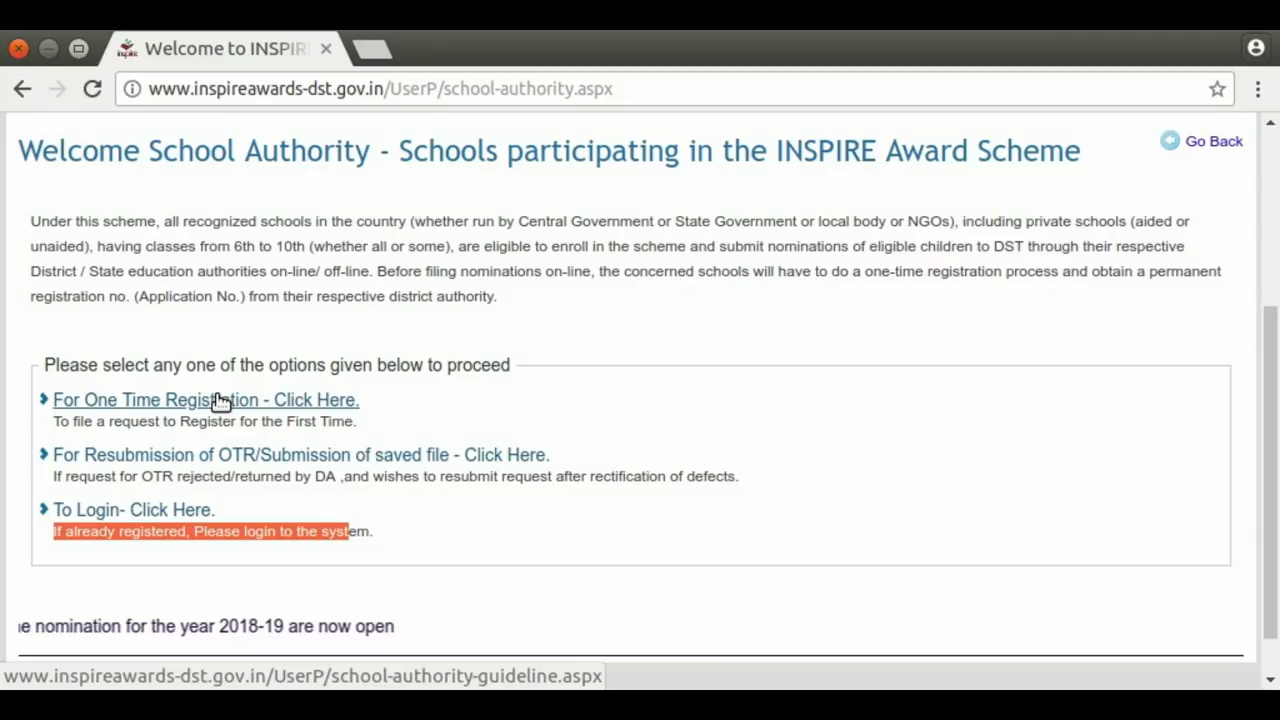 Welcome to INSPIR
www.inspireawards-dst.gov.in/UserP/school-authority.aspx
Welcome School Authority - Schools participating in the INSPIRE Award Scheme
Go Back
Under this scheme, all recognized schools in the country (whether run by Central Government or State Government or local body or NGOs), including private schools (aided or
unaided), having classes from 6th to 10th (whether all or some), are eligible to enroll in the scheme and submit nominations of eligible children to DST through their respective
District / State education authorities on-line/ off-line. Before filing nominations on-line, the concerned schools will have to do a one-time registration process and obtain a permanent
registration no. (Application No.) from their respective district authority.
Please select any one of the options given below to proceed
For One Time Registration - Click Here.
To file a request to Register for the First Time.
For Resubmission of OTR/Submission of saved file - Click Here.
If request for OTR rejected/returned by DA ,and wishes to resubmit request after rectification of defects.
To Login- Click Here.
If already registered, Please login to the system.
e nomination for the year 2018-19 are now open
www.inspireawards-dst.gov.in/UserP/school-authority-guideline.aspx